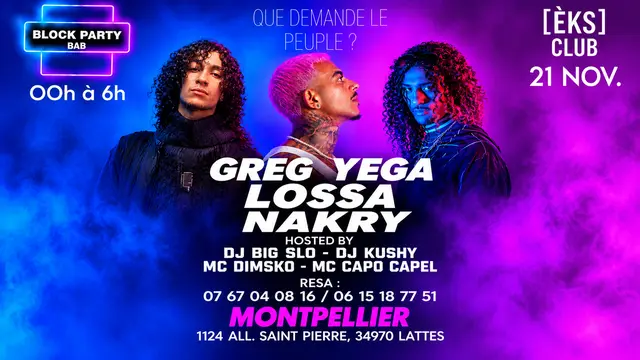 BLOCK PARTY
BAB
00h à 6h
QUE DEMANDE LE
PEUPLE ?
[ÈKS]
CLUB
21 NOV.
GREG YEGA
LOSSA
NAKRY
HOSTED BY
DJ BIG SLO - DJ KUSHY
MC DIMSKO - MC CAPO CAPEL
RESA :
07 67 04 08 16 / 06 15 18 77 51
MONTPELLIER
1124 ALL. SAINT PIERRE, 34970 LATTES